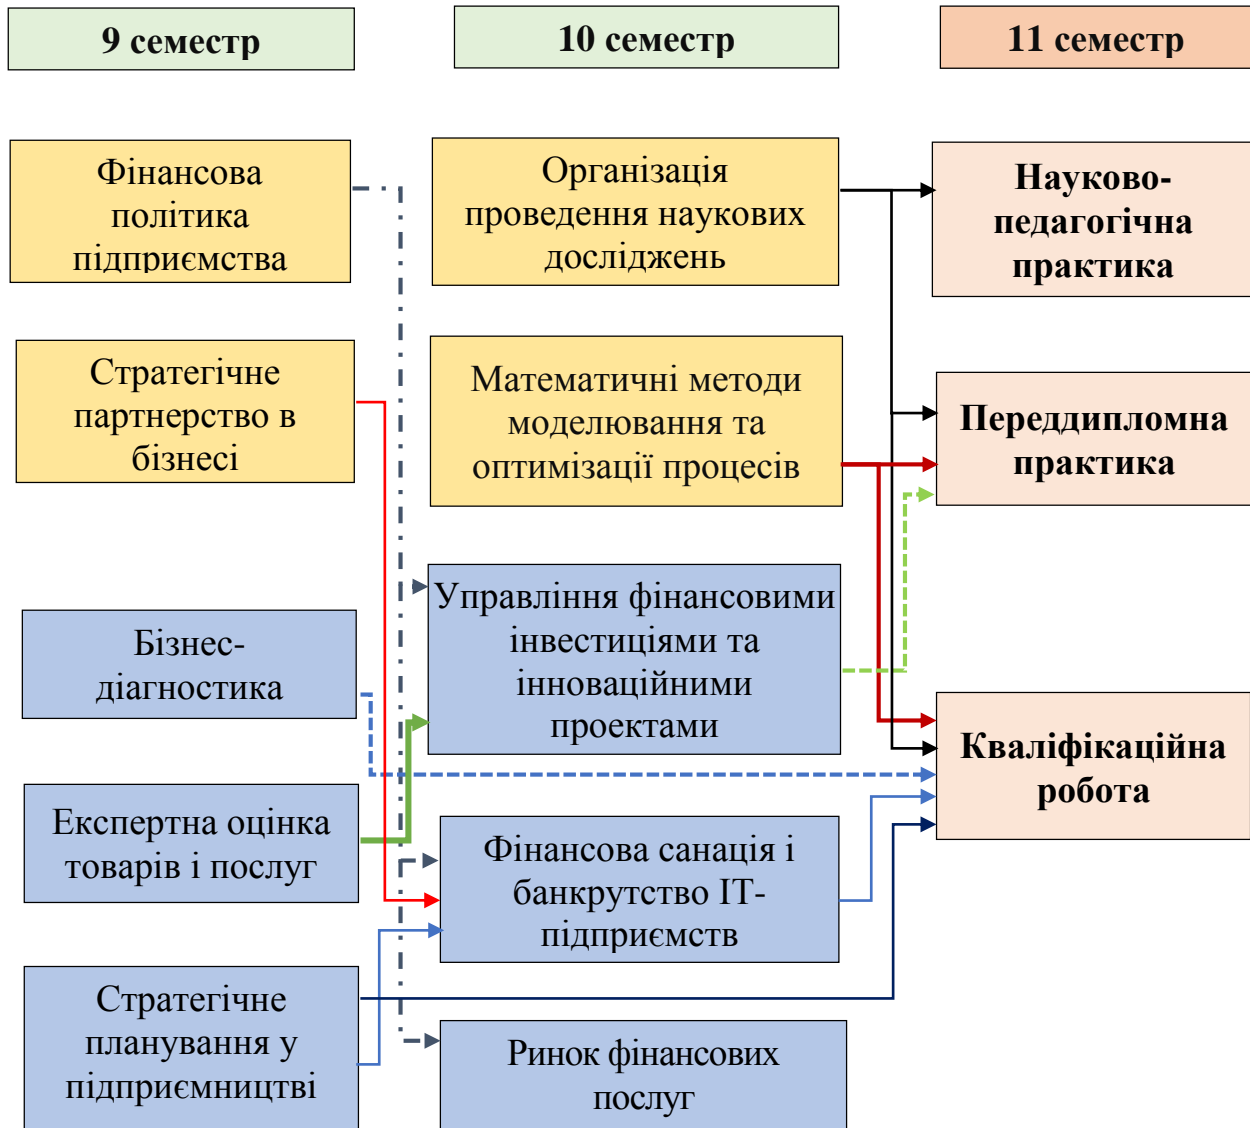 9 семестр
10 семестр
11 семестр
Фінансова
політика
підприємства
Стратегічне
партнерство в
бізнесі
Бізнес-
діагностика
Експертна оцінка
товарів і послуг
Стратегічне
планування у
підприємництві
Організація
проведення наукових
досліджень
Математичні методи
моделювання та
оптимізації процесів
Управління фінансовими
інвестиціями та
інноваційними
проектами
Фінансова санація і
банкрутство ІТ-
підприємств
Ринок фінансових
послуг
Науково-
педагогічна
практика
Переддипломна
практика
Кваліфікаційна
робота